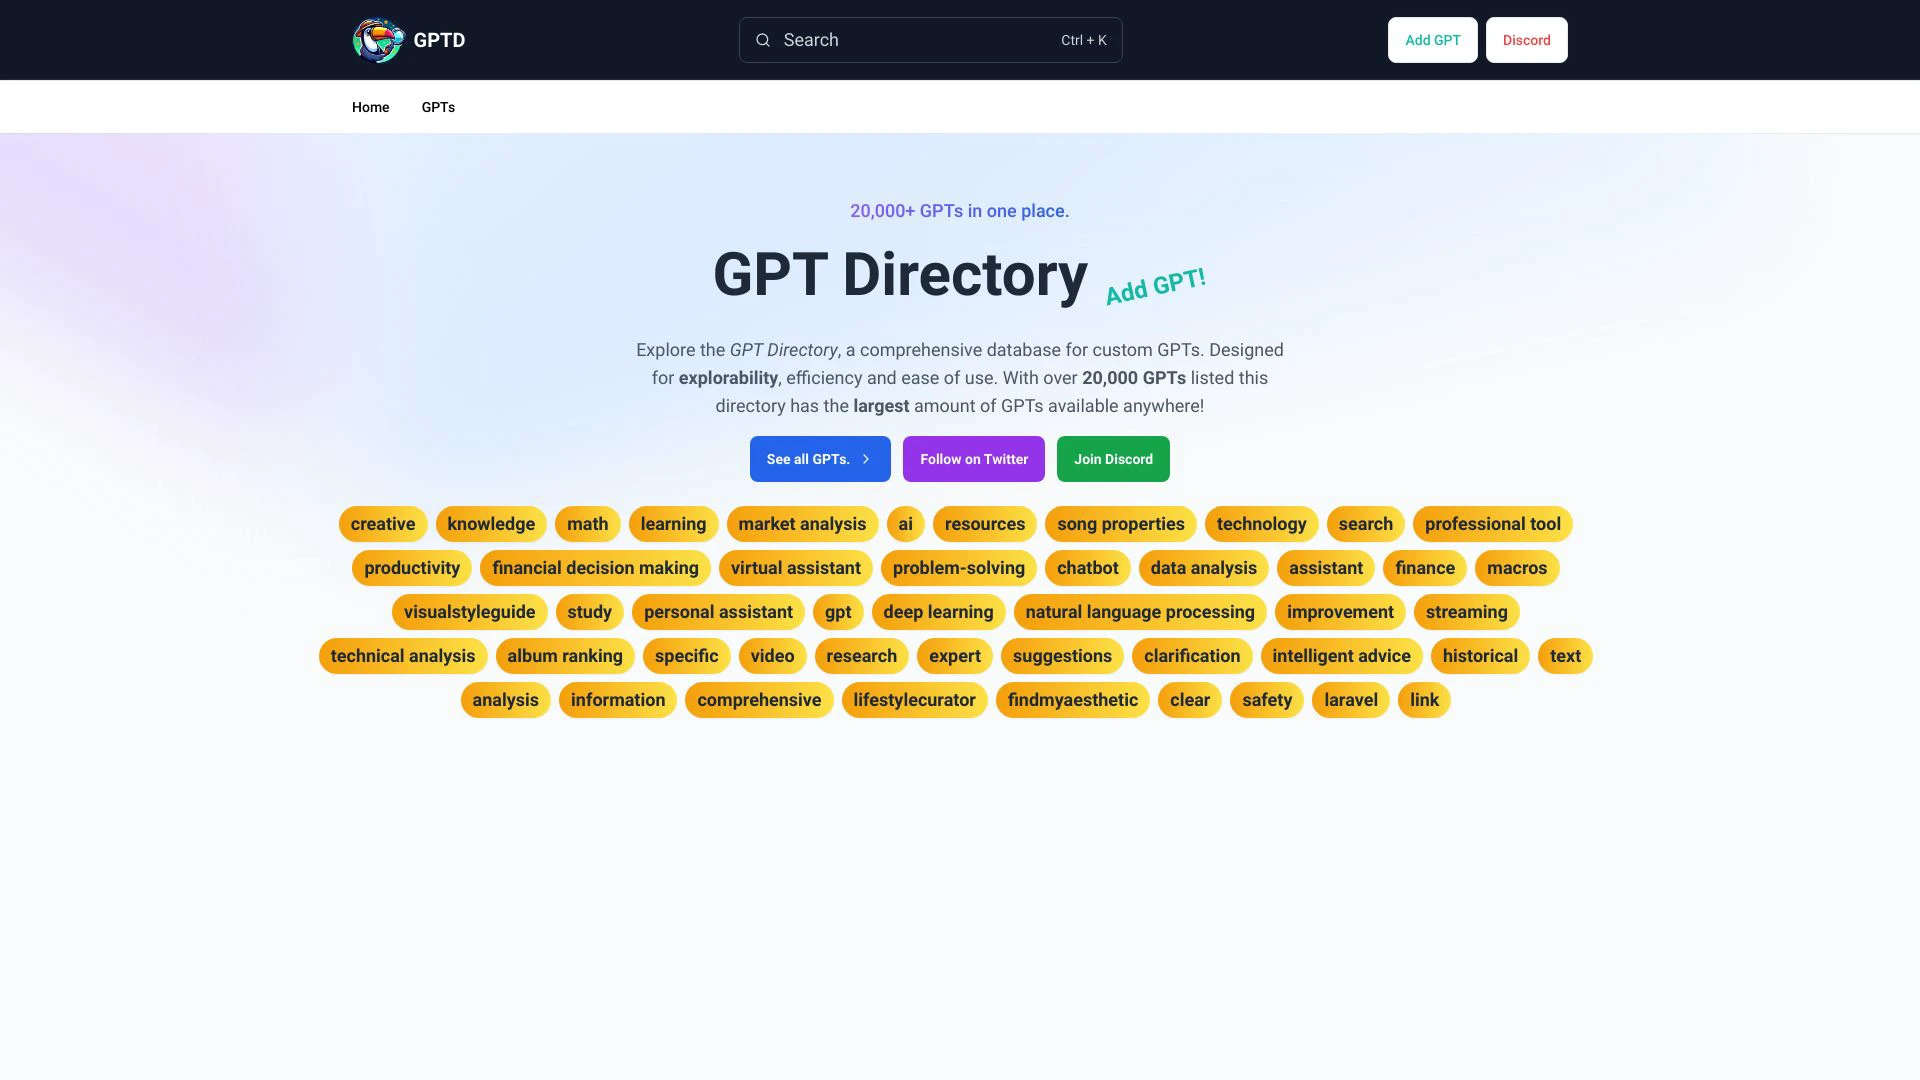 GPTD
Search
Ctrl + K
Add GPT
Discord
Home
GPTs
20,000+ GPTs in one place.
GPT Directory
Add GPT!
Explore the GPT Directory, a comprehensive database for custom GPTs. Designed
for explorability, efficiency and ease of use. With over 20,000 GPTs listed this
directory has the largest amount of GPTs available anywhere!
See all GPTs.
Follow on Twitter
Join Discord
creative knowledge math learning market analysis ai resources song properties technology search professional tool
productivity financial decision making virtual assistant problem-solving chatbot data analysis assistant finance macros
visualstyleguide study personal assistant gpt deep learning natural language processing improvement streaming
technical analysis album ranking specific video research expert suggestions clarification intelligent advice historical text
analysis information comprehensive lifestylecurator findmyaesthetic clear safety laravel link